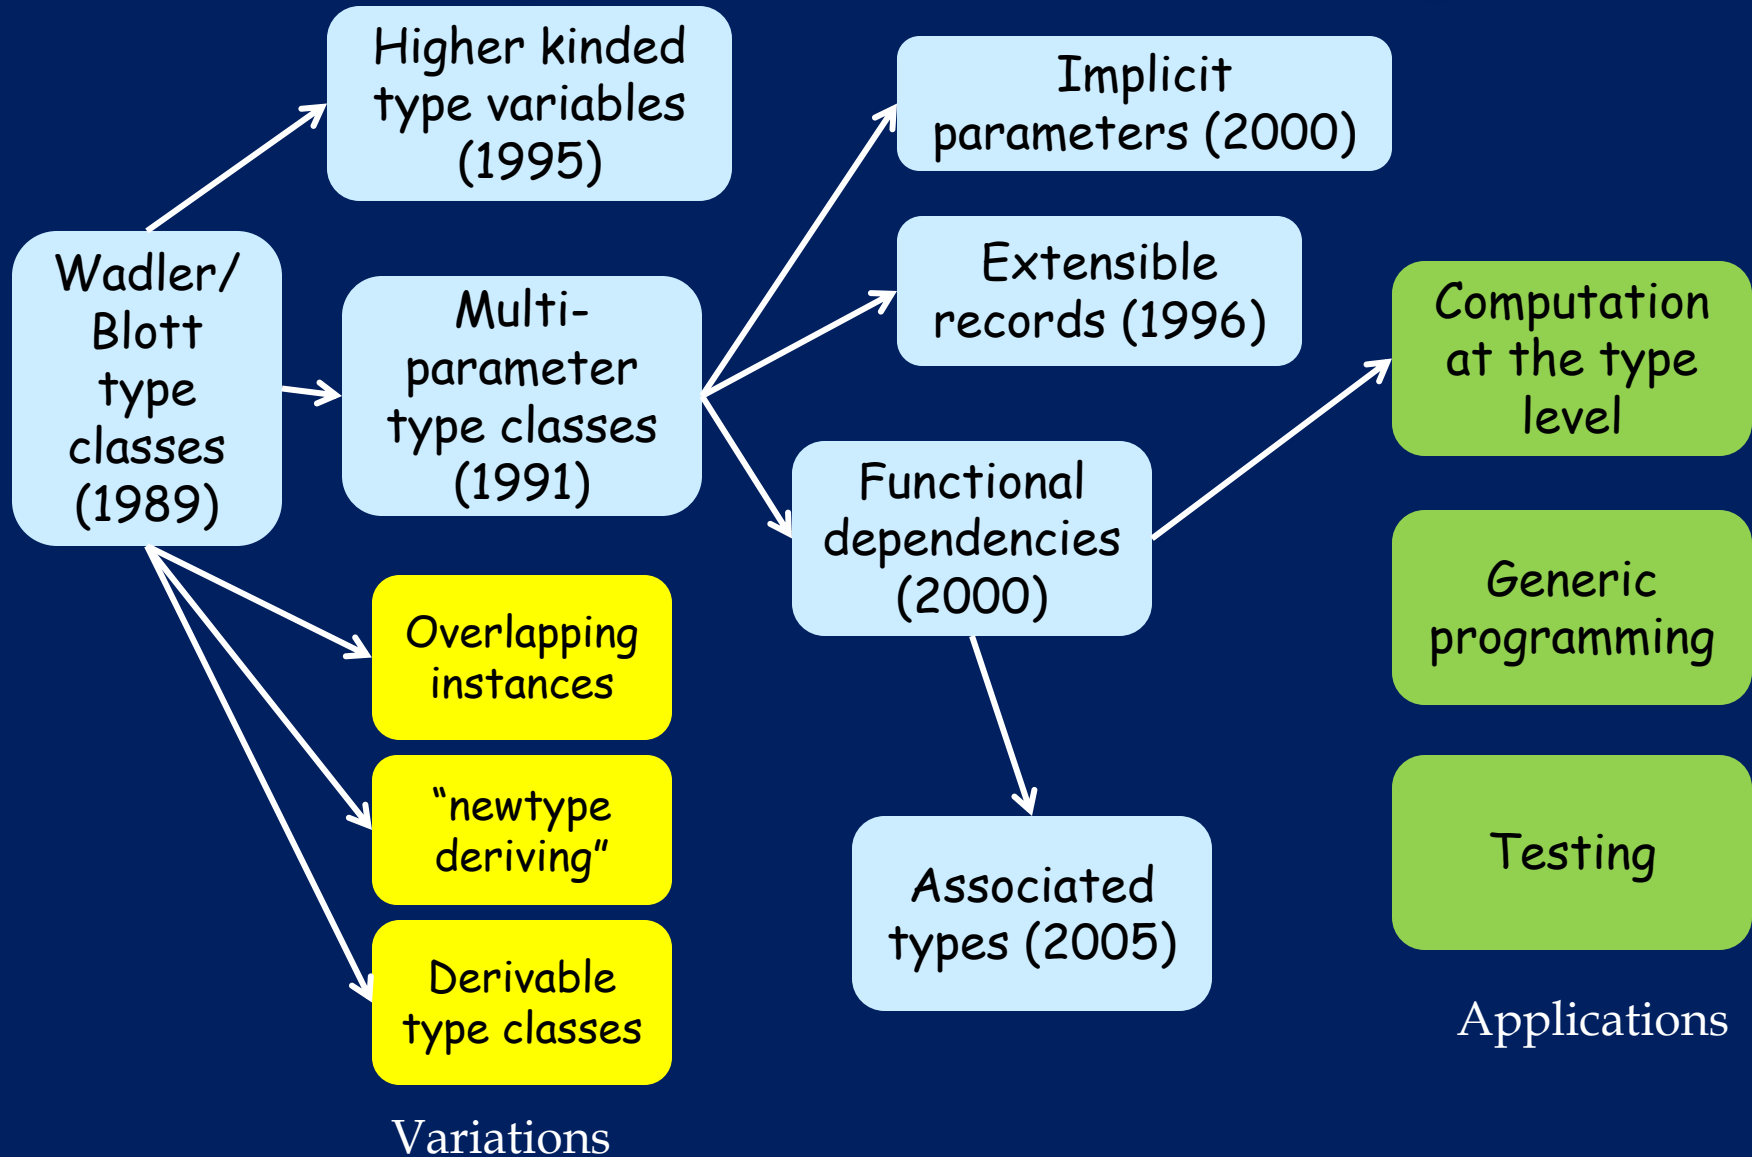 Higher kinded
type variables
(1995)
Implicit
parameters (2000)
Wadler/
Blott
type
classes
(1989)
Multi-
parameter
type classes
(1991)
Extensible
records (1996)
Computation
at the type
level
Functional
dependencies
(2000)
Generic
programming
Overlapping
instances
“newtype
deriving”
Derivable
type classes
Associated
types (2005)
Testing
Applications
Variations